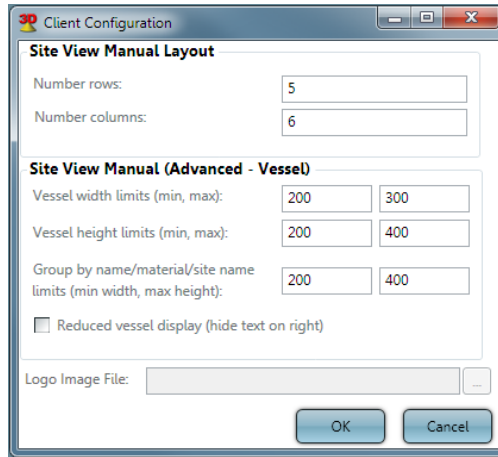 3D Client Configuration
Site View Manual Layout
Number rows: 5
Number columns: 6
Site View Manual (Advanced - Vessel)
Vessel width limits (min, max): 200 300
Vessel height limits (min, max): 200 400
Group by name/material/site name
limits (min width, max height): 200 400
Reduced vessel display (hide text on right)
Logo Image File: ...
OK Cancel